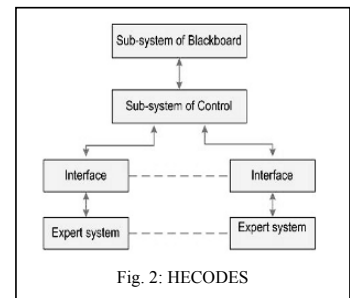 Sub-system of Blackboard
Sub-system of Control
Interface
Interface
Expert system
Expert system
Fig. 2: HECODES